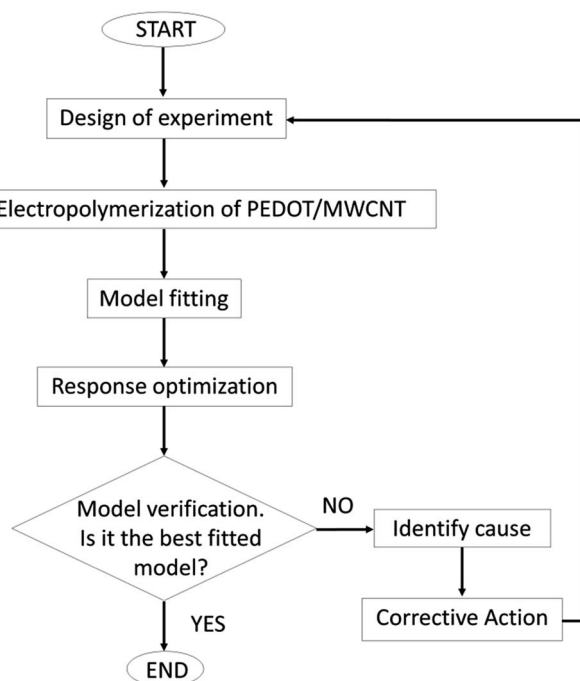 START
Design of experiment
Electropolymerization of PEDOT/MWCNT
Model fitting
Response optimization
Model verification.
Is it the best fitted
model?
NO
Identify cause
Corrective Action
YES
END